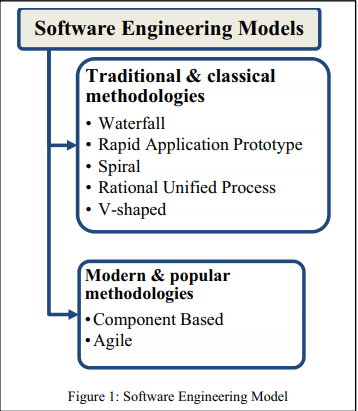 Software Engineering Models
Traditional & classical
methodologies
• Waterfall
• Rapid Application Prototype
• Spiral
• Rational Unified Process
• V-shaped
Modern & popular
methodologies
•Component Based
•Agile
Figure 1: Software Engineering Model